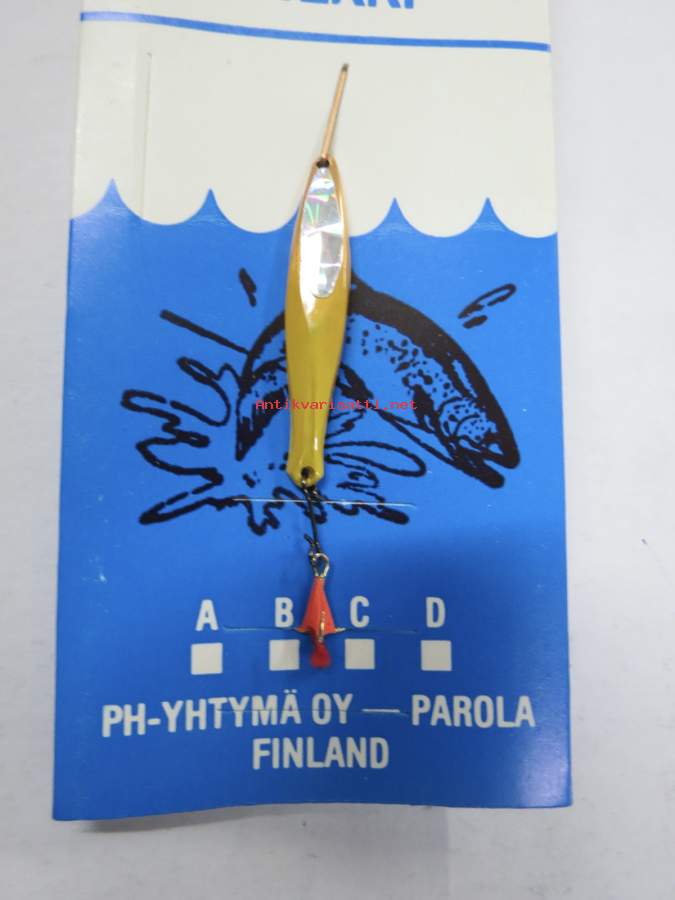 Antikvariaatti.net
A B C D
PH-YHTYMÄ OY — PAROLA
FINLAND